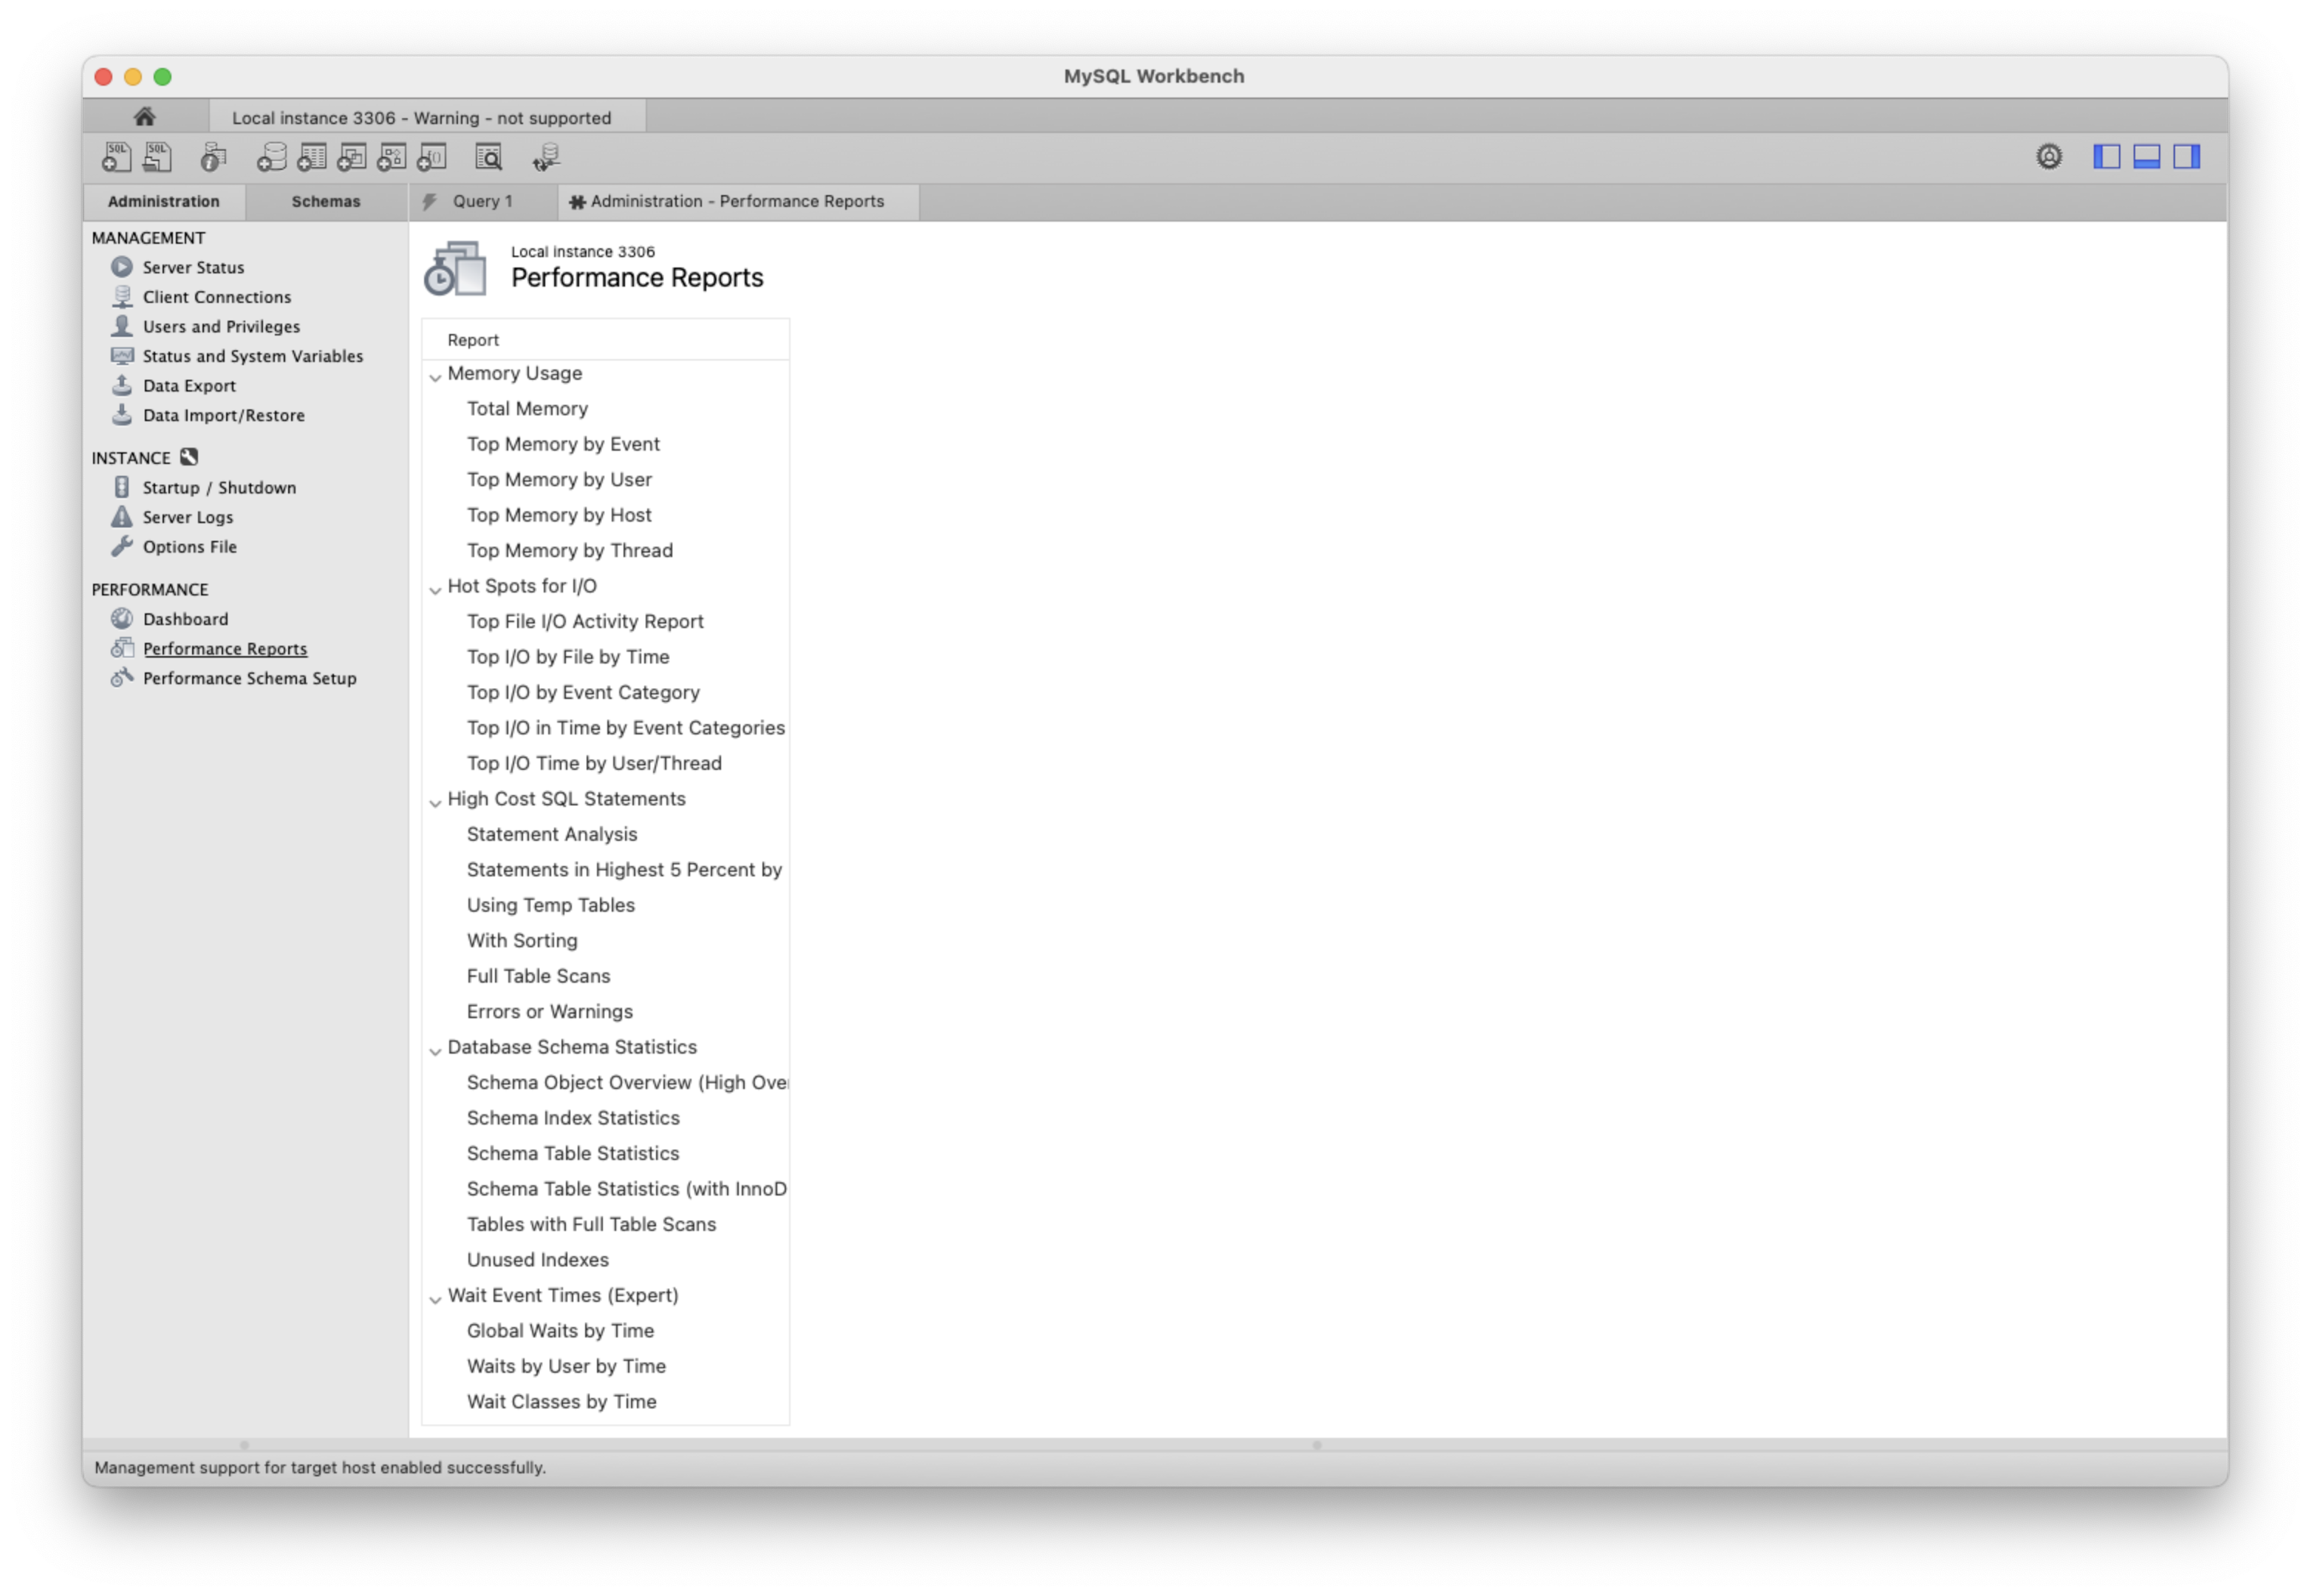 MySQL Workbench
Local instance 3306 - Warning - not supported
SQL SQL
Administration Schemas Query 1 Administration - Performance Reports
MANAGEMENT
Server Status
Client Connections
Users and Privileges
Status and System Variables
Data Export
Data Import/Restore
INSTANCE
Startup / Shutdown
Server Logs
Options File
PERFORMANCE
Dashboard
Performance Reports
Performance Schema Setup
Local instance 3306
Performance Reports
Report
Memory Usage
Total Memory
Top Memory by Event
Top Memory by User
Top Memory by Host
Top Memory by Thread
Hot Spots for I/O
Top File I/O Activity Report
Top I/O by File by Time
Top I/O by Event Category
Top I/O in Time by Event Categories
Top I/O Time by User/Thread
High Cost SQL Statements
Statement Analysis
Statements in Highest 5 Percent by
Using Temp Tables
With Sorting
Full Table Scans
Errors or Warnings
Database Schema Statistics
Schema Object Overview (High Over
Schema Index Statistics
Schema Table Statistics
Schema Table Statistics (with InnoD
Tables with Full Table Scans
Unused Indexes
Wait Event Times (Expert)
Global Waits by Time
Waits by User by Time
Wait Classes by Time
Management support for target host enabled successfully.